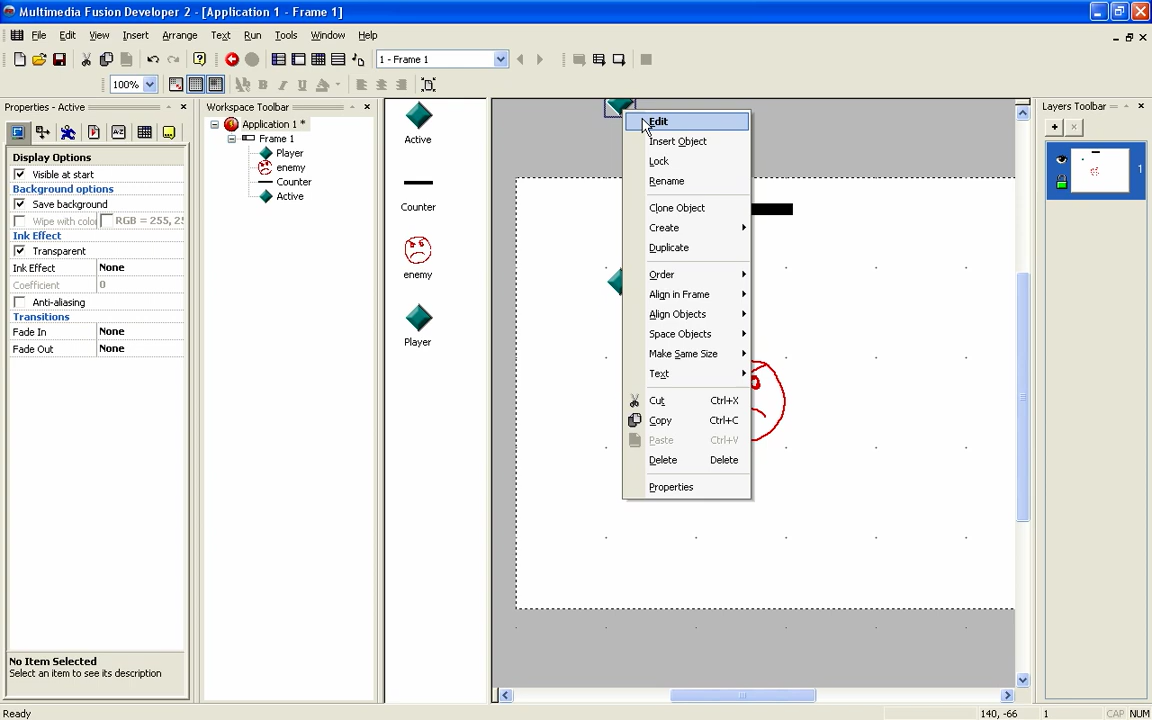 Multimedia Fusion Developer 2 - [Application 1 - Frame 1]
File Edit View Insert Arrange Text Run Tools Window Help
1 - Frame 1
100%
Properties - Active
Workspace Toolbar
Layers Toolbar
Display Options
Visible at start
Background options
Save background
Wipe with color RGB = 255, 25
Ink Effect
Transparent
Ink Effect None
Coefficient 0
Anti-aliasing
Transitions
Fade In None
Fade Out None
No Item Selected
Select an item to see its description
Application 1 *
Frame 1
Player
enemy
Counter
Active
Active
Counter
enemy
Player
Edit
Insert Object
Lock
Rename
Clone Object
Create
Duplicate
Order
Align in Frame
Align Objects
Space Objects
Make Same Size
Text
Cut Ctrl+X
Copy Ctrl+C
Paste Ctrl+V
Delete Delete
Properties
1
Ready
140, -66
1
CAP NUM